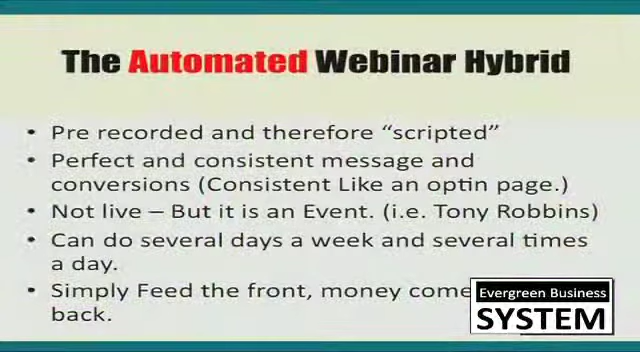 The Automated Webinar Hybrid
• Pre recorded and therefore “scripted”
• Perfect and consistent message and
conversions (Consistent Like an optin page.)
• Not live – But it is an Event. (i.e. Tony Robbins)
• Can do several days a week and several times
a day.
• Simply Feed the front, money come
back.
Evergreen Business
SYSTEM